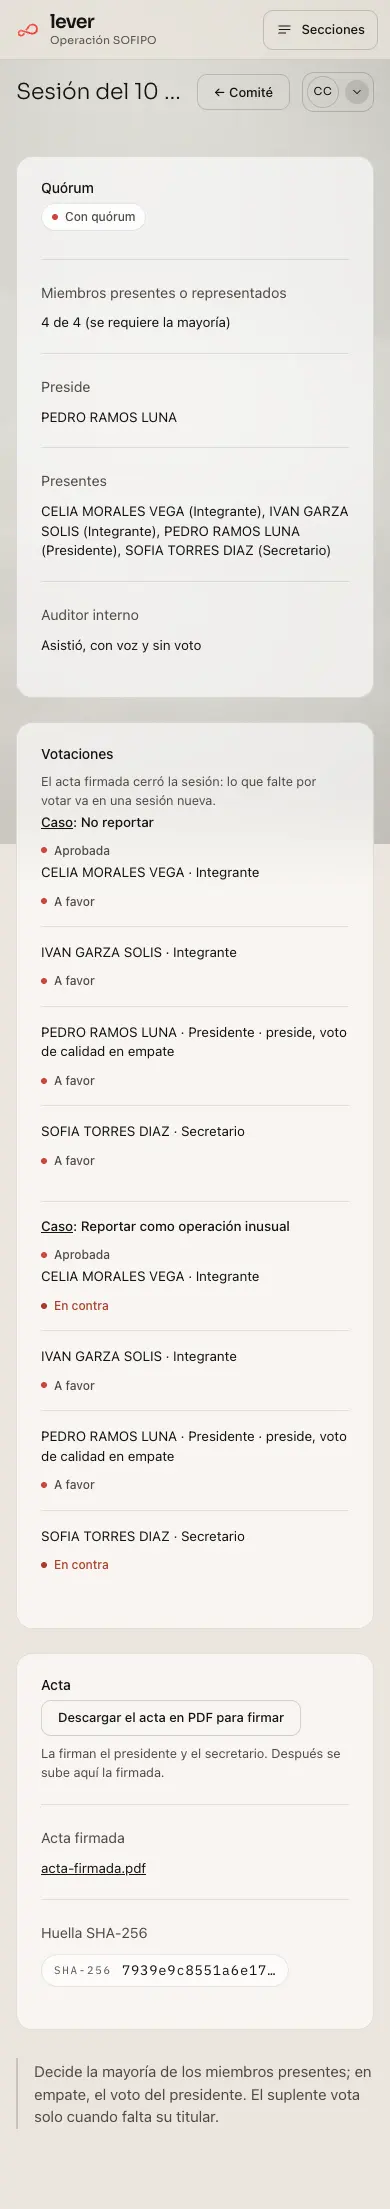 lever
Operación SOFIPO
Secciones
Sesión del 10 ...
← Comité
CC
Quórum
Con quórum
Miembros presentes o representados
4 de 4 (se requiere la mayoría)
Preside
PEDRO RAMOS LUNA
Presentes
CELIA MORALES VEGA (Integrante), IVAN GARZA
SOLIS (Integrante), PEDRO RAMOS LUNA
(Presidente), SOFIA TORRES DIAZ (Secretario)
Auditor interno
Asistió, con voz y sin voto
Votaciones
El acta firmada cerró la sesión: lo que falte por
votar va en una sesión nueva.
Caso: No reportar
Aprobada
CELIA MORALES VEGA · Integrante
A favor
IVAN GARZA SOLIS · Integrante
A favor
PEDRO RAMOS LUNA · Presidente · preside, voto
de calidad en empate
A favor
SOFIA TORRES DIAZ · Secretario
A favor
Caso: Reportar como operación inusual
Aprobada
CELIA MORALES VEGA · Integrante
En contra
IVAN GARZA SOLIS · Integrante
A favor
PEDRO RAMOS LUNA · Presidente · preside, voto
de calidad en empate
A favor
SOFIA TORRES DIAZ · Secretario
En contra
Acta
Descargar el acta en PDF para firmar
La firman el presidente y el secretario. Después se
sube aquí la firmada.
Acta firmada
acta-firmada.pdf
Huella SHA-256
SHA-256 7939e9c8551a6e17…
Decide la mayoría de los miembros presentes; en
empate, el voto del presidente. El suplente vota
solo cuando falta su titular.